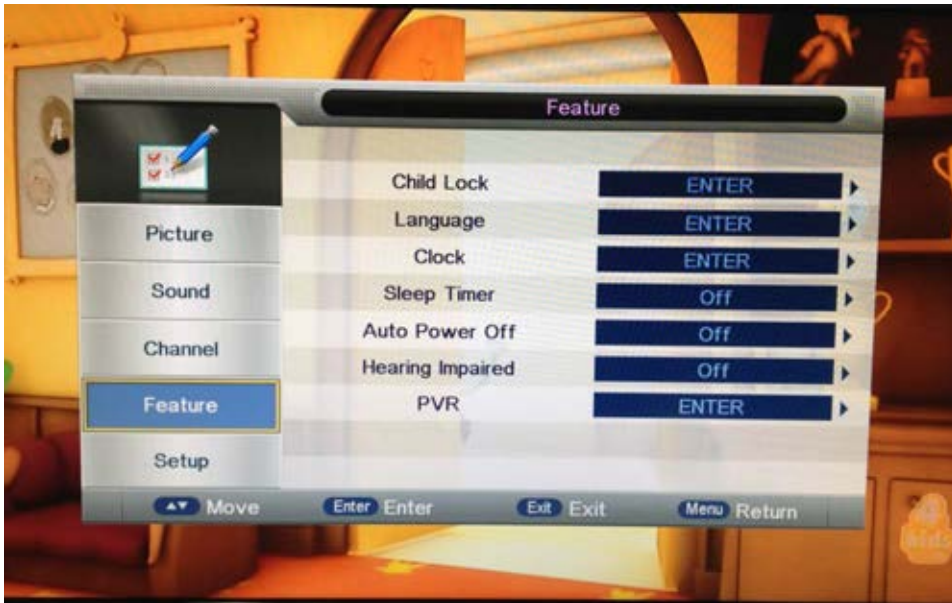 Feature
Child Lock ENTER
Language ENTER
Clock ENTER
Sleep Timer Off
Auto Power Off Off
Hearing Impaired Off
PVR ENTER
Picture
Sound
Channel
Feature
Setup
Move Enter Enter Exit Exit Menu Return
kids